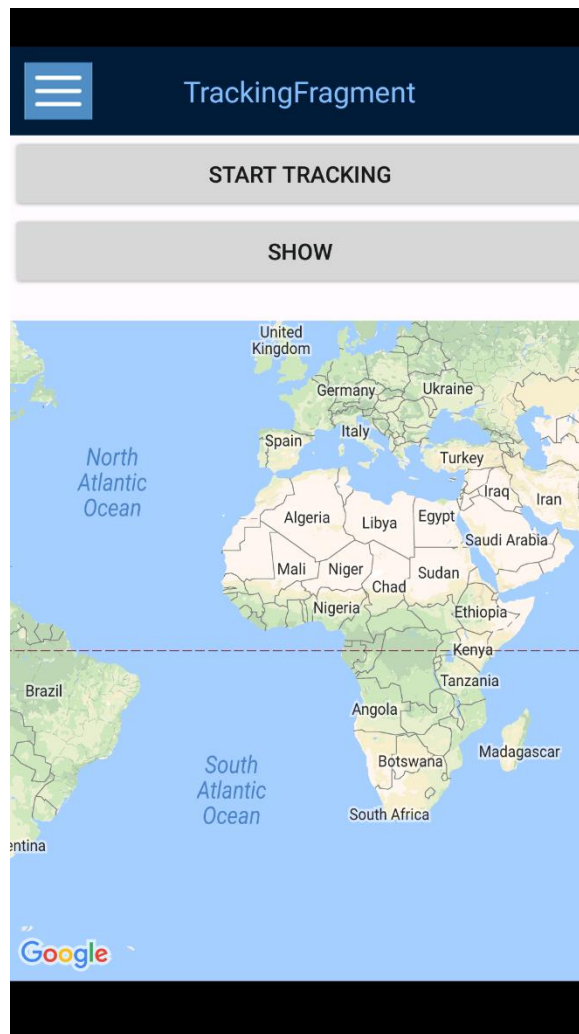 TrackingFragment
START TRACKING
SHOW
United
Kingdom
Germany
Ukraine
Spain
Italy
Turkey
North
Atlantic
Ocean
Iraq
Iran
Algeria
Libya
Egypt
Saudi Arabia
Mali
Niger
Chad
Sudan
Nigeria
Ethiopia
Kenya
Brazil
Tanzania
Angola
South
Atlantic
Ocean
Botswana
Madagascar
South Africa
entina
Google